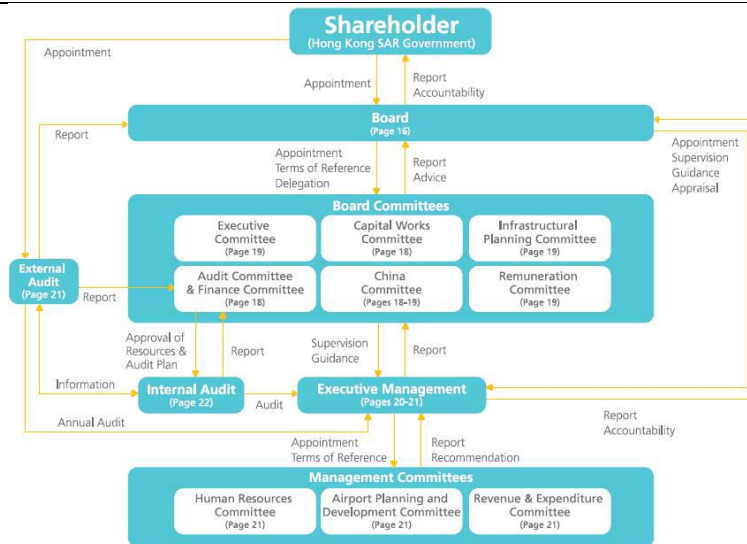 Shareholder
(Hong Kong SAR Government)
Appointment
Appointment
Report
Accountability
Board
(Page 16)
Report
Appointment
Terms of Reference
Delegation
Report
Advice
Appointment
Supervision
Guidance
Appraisal
Board Committees
Executive
Committee
(Page 19)
Capital Works
Committee
(Page 18)
Infrastructural
Planning Committee
(Page 19)
External
Audit
(Page 21)
Report
Audit Committee
& Finance Committee
(Page 18)
China
Committee
(Pages 18-19)
Remuneration
Committee
(Page 19)
Approval of
Resources &
Audit Plan
Report
Supervision
Guidance
Report
Information
Internal Audit
(Page 22)
Audit
Executive Management
(Pages 20-21)
Annual Audit
Report
Accountability
Appointment
Terms of Reference
Report
Recommendation
Management Committees
Human Resources
Committee
(Page 21)
Airport Planning and
Development Committee
(Page 21)
Revenue & Expenditure
Committee
(Page 21)